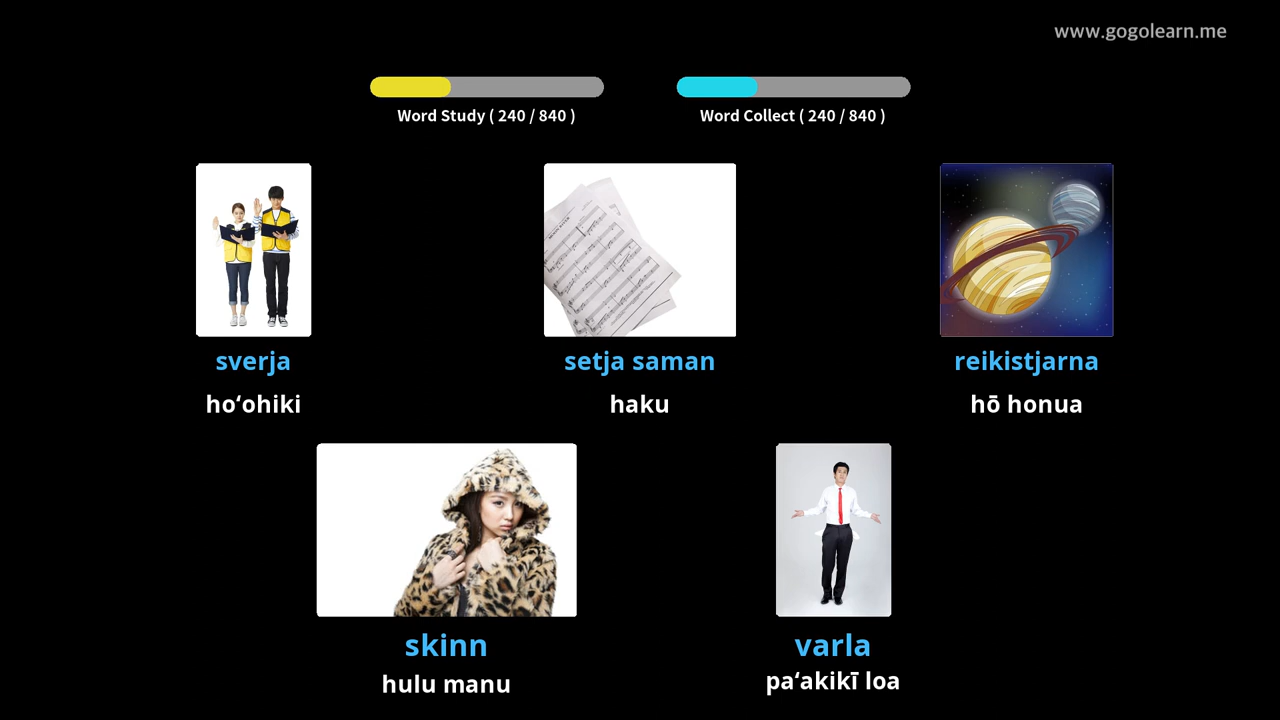 www.gogolearn.me
Word Study ( 240 / 840 )
Word Collect ( 240 / 840 )
sverja
setja saman
reikistjarna
hoʻohiki
haku
hō honua
skinn
varla
hulu manu
paʻakikī loa